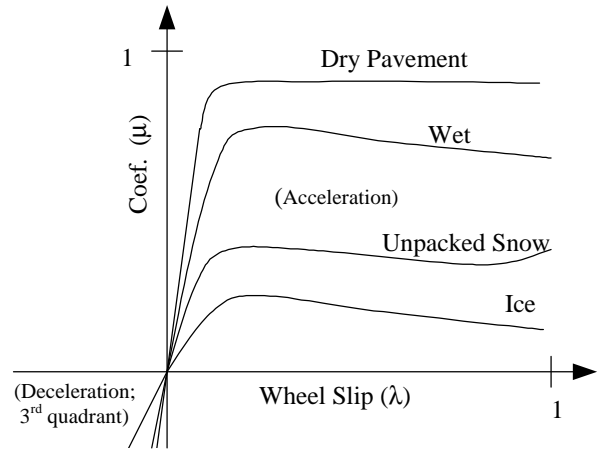 1
Dry Pavement
Wet
Coef. (μ)
(Acceleration)
Unpacked Snow
Ice
(Deceleration;
3rd quadrant)
Wheel Slip (λ)
1